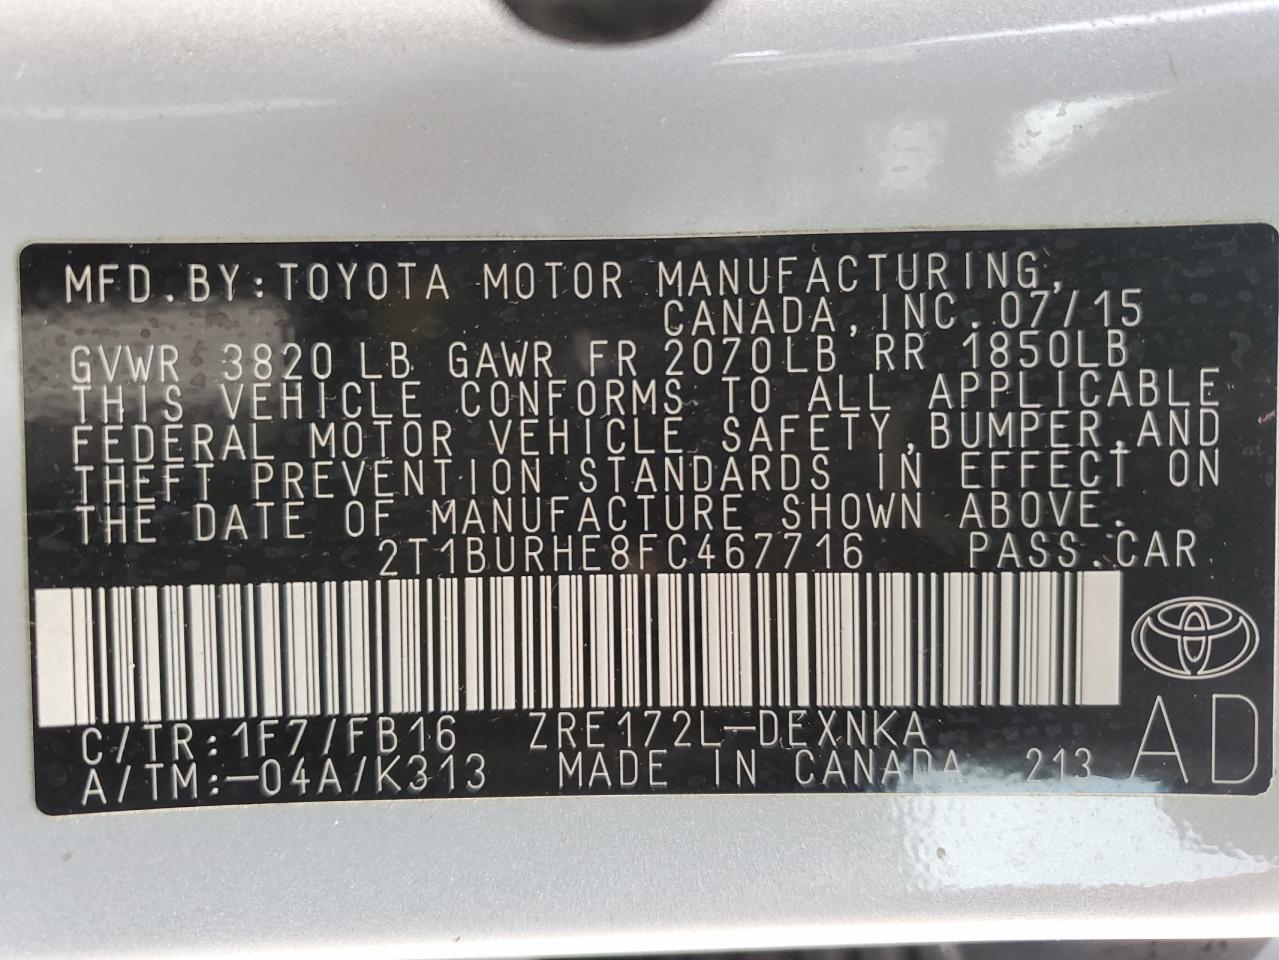 MFD. BY: TOYOTA MOTOR MANUFACTURING,
CANADA, INC. 07/15
GVWR 3820 LB GAWR FR 2070LB RR 1850LB
THIS VEHICLE CONFORMS TO ALL APPLICABLE
FEDERAL MOTOR VEHICLE SAFETY, BUMPER, AND
THEFT PREVENTION STANDARDS IN EFFECT ON
THE DATE OF MANUFACTURE SHOWN ABOVE.
2T1BURHE8FC467716 PASS. CAR
C/TR: 1F7/FB16 ZRE172L-DEXNKA
A/TM:-04A/K313 MADE IN CANADA 213 AD